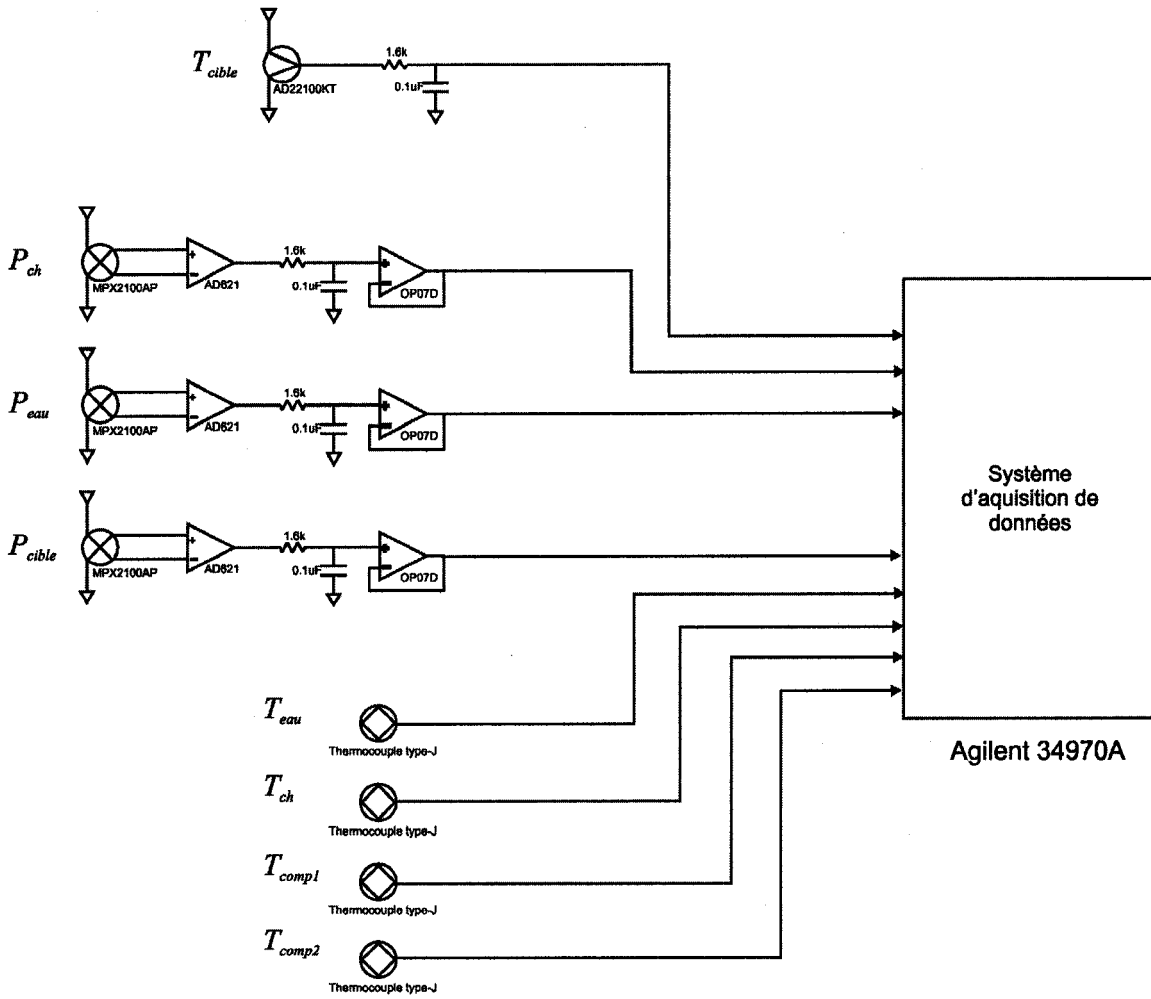 T_cible
1.6k
0.1uF
AD22100KT
P_ch
MPX2100AP
+
−
AD621
1.6k
0.1uF
+
−
OP07D
P_eau
MPX2100AP
+
−
AD621
1.6k
0.1uF
+
−
OP07D
P_cible
MPX2100AP
+
−
AD621
1.6k
0.1uF
+
−
OP07D
Système
d'aquisition de
données
Agilent 34970A
T_eau
Thermocouple type-J
T_ch
Thermocouple type-J
T_comp1
Thermocouple type-J
T_comp2
Thermocouple type-J